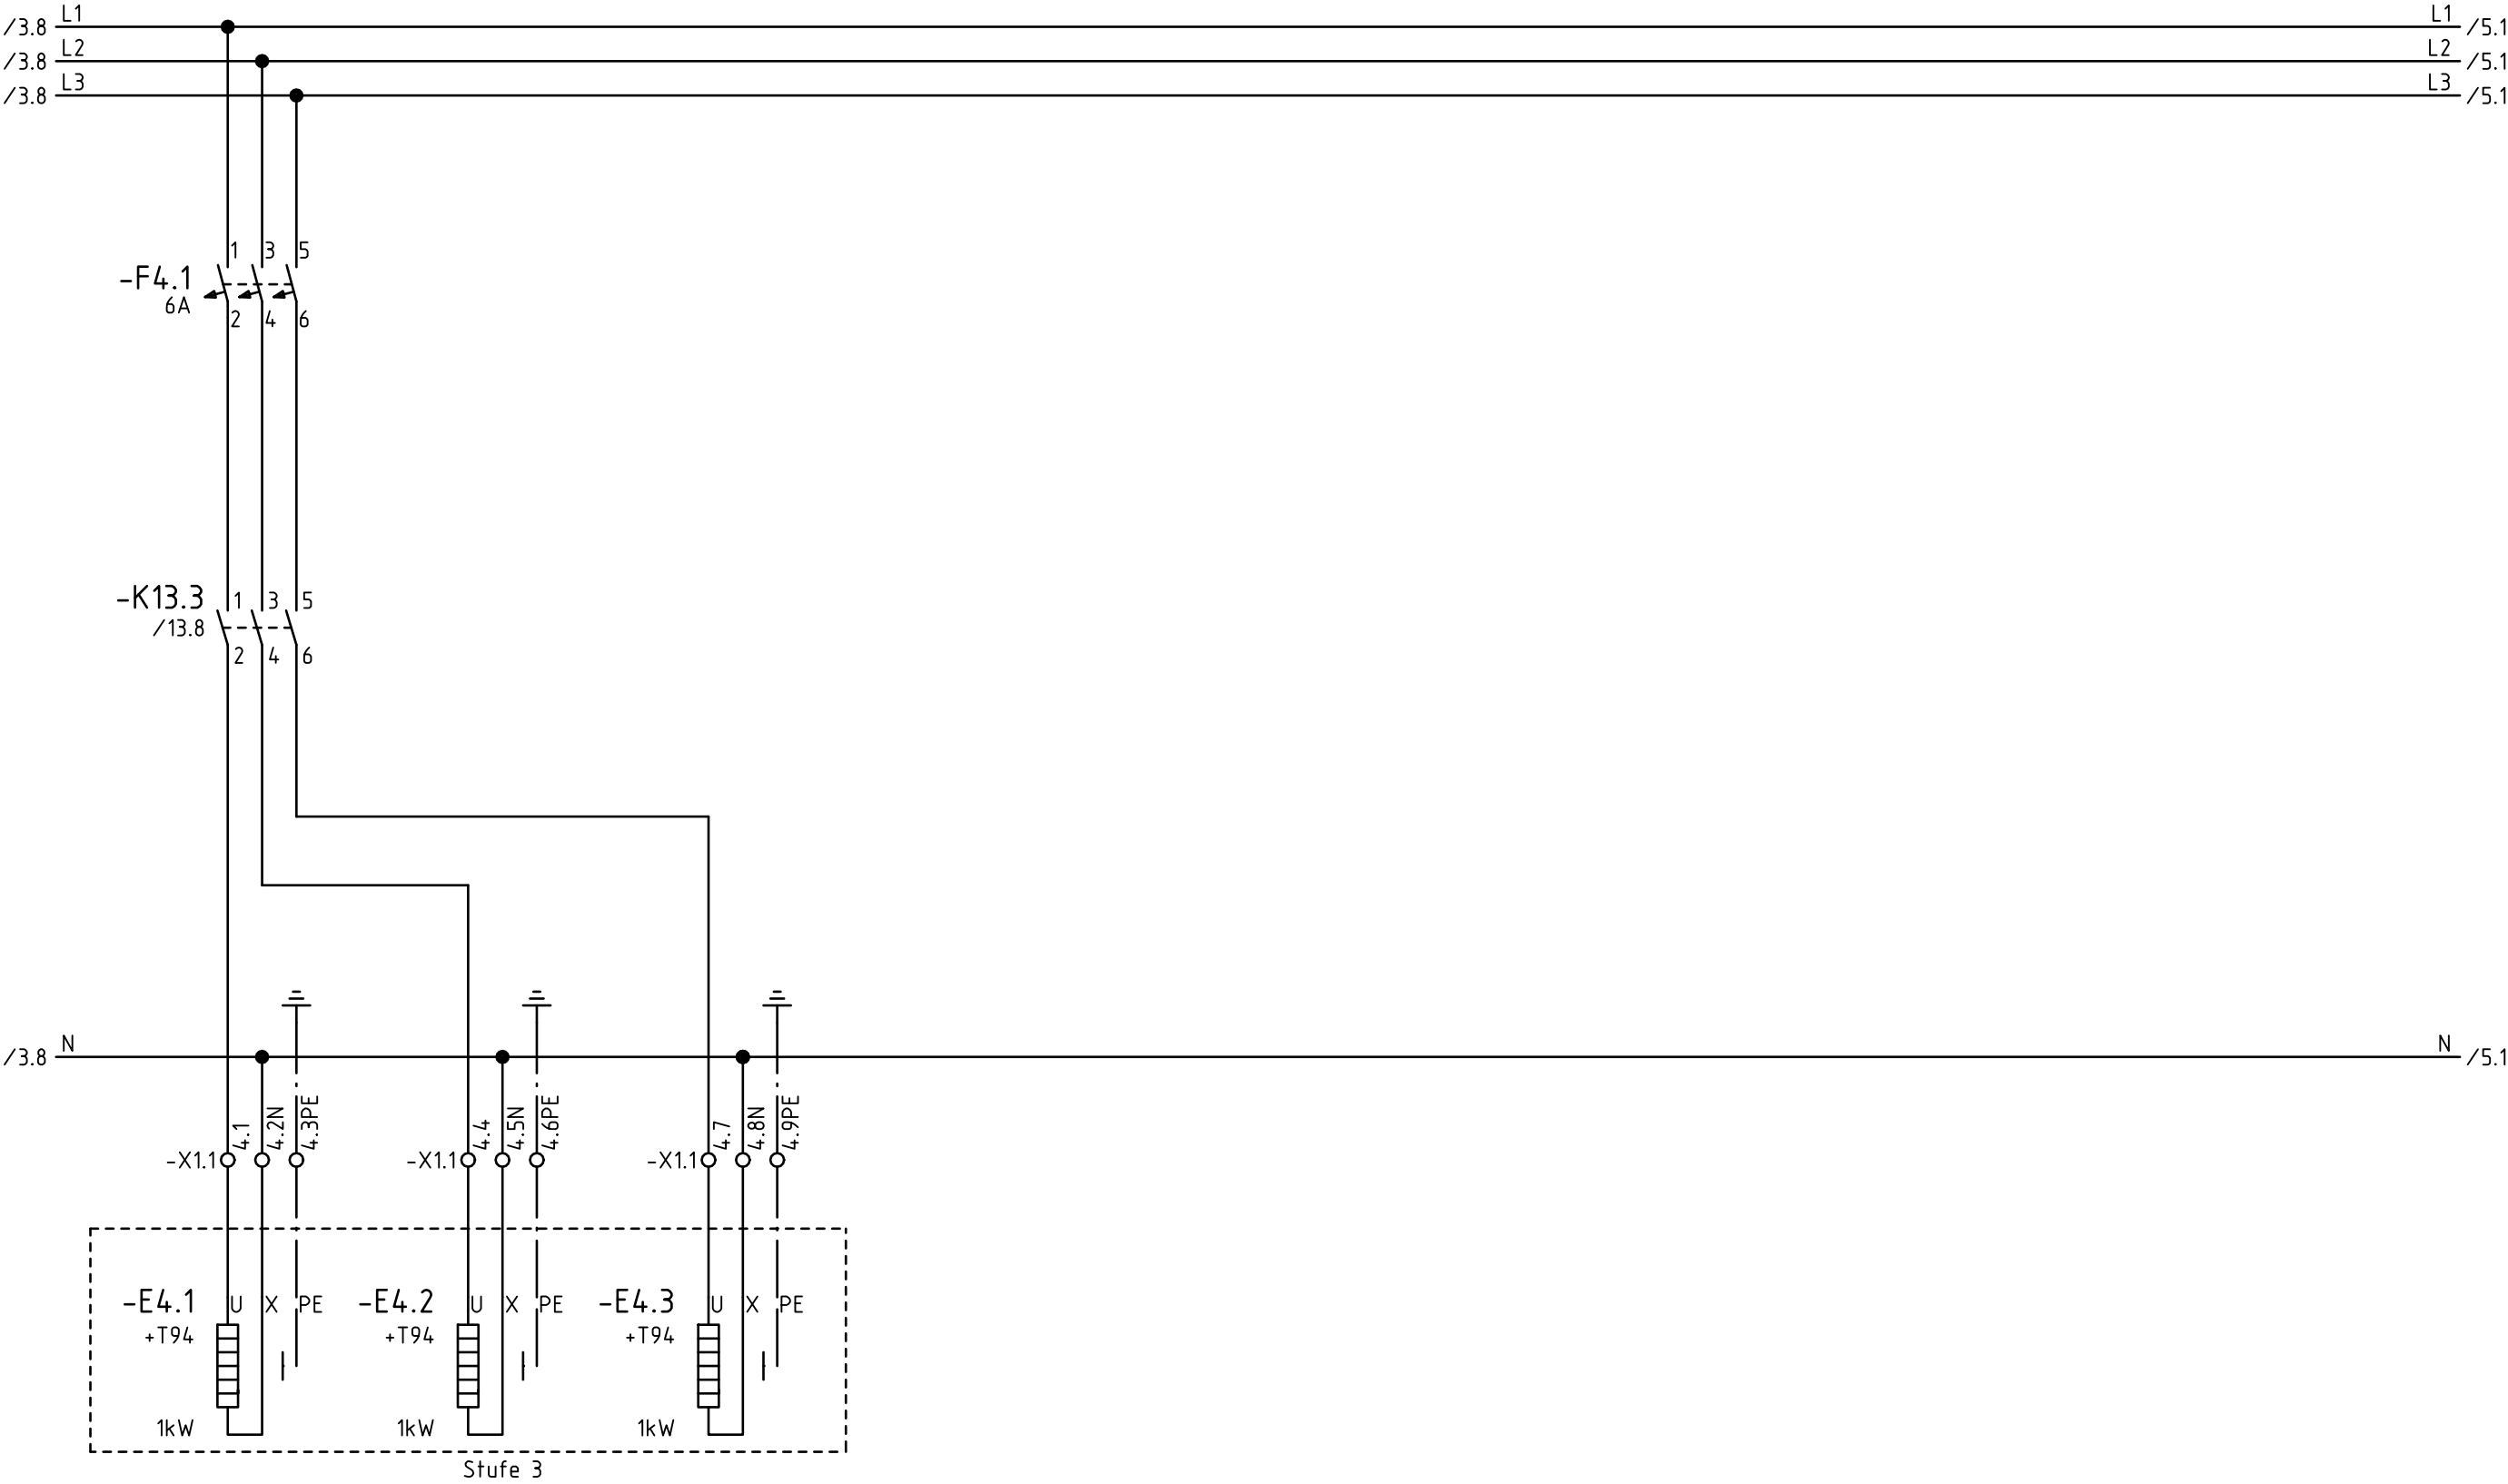 L1 L1
/3.8 /5.1
L2 L2
/3.8 /5.1
L3 L3
/3.8 /5.1
1 3 5
-F4.1
6A
2 4 6
-K13.3 1 3 5
/13.8
2 4 6
N N
/3.8 /5.1
4.1 4.2N 4.3PE 4.4 4.5N 4.6PE 4.7 4.8N 4.9PE
-X1.1 -X1.1 -X1.1
-E4.1 U X PE -E4.2 U X PE -E4.3 U X PE
+T94 +T94 +T94
1kW 1kW 1kW
Stufe 3